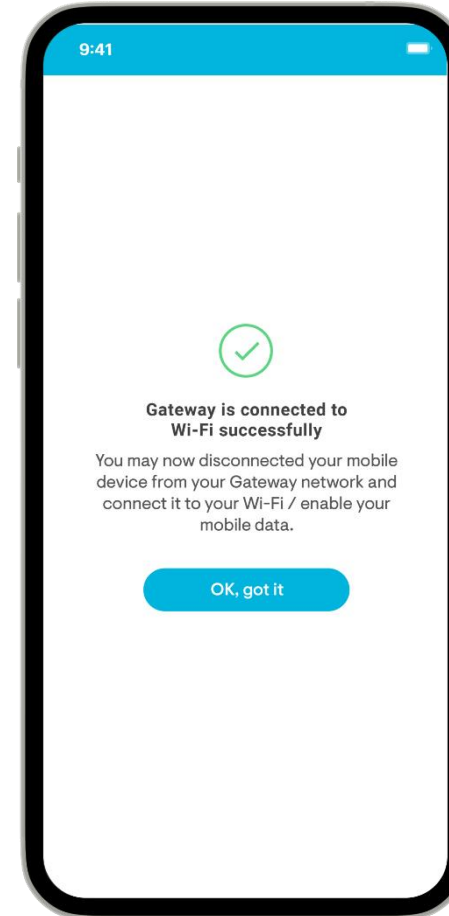 9:41
Gateway is connected to
Wi-Fi successfully
You may now disconnected your mobile
device from your Gateway network and
connect it to your Wi-Fi / enable your
mobile data.
OK, got it